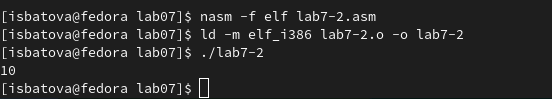 [isbatova@fedora lab07]$ nasm -f elf lab7-2.asm
[isbatova@fedora lab07]$ ld -m elf_i386 lab7-2.o -o lab7-2
[isbatova@fedora lab07]$ ./lab7-2
10
[isbatova@fedora lab07]$